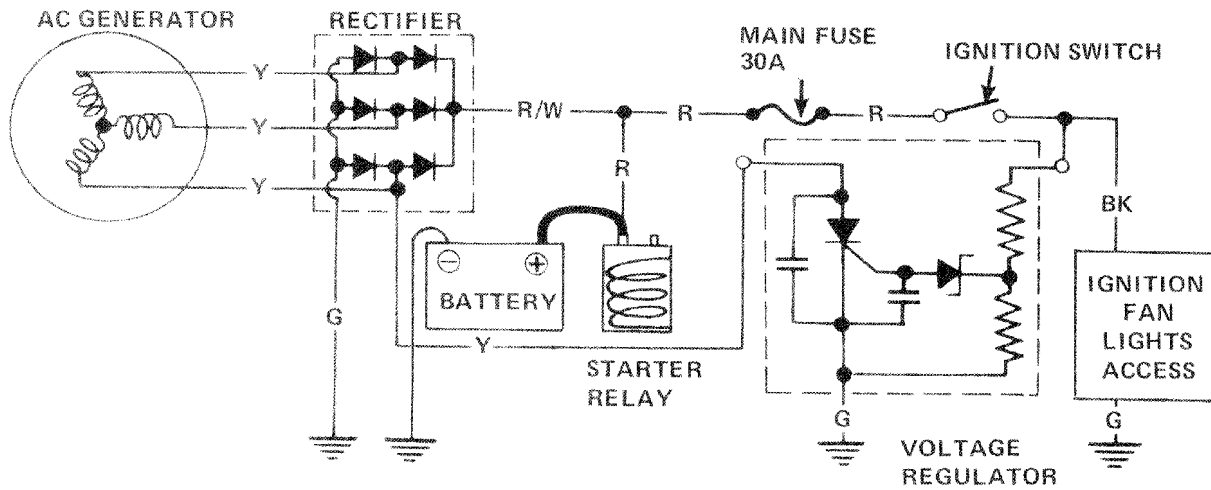 AC GENERATOR
RECTIFIER
MAIN FUSE
30A
IGNITION SWITCH
Y
Y
Y
R/W
R
R
R
BK
G
BATTERY
Y
STARTER
RELAY
G
VOLTAGE
REGULATOR
IGNITION
FAN
LIGHTS
ACCESS
G